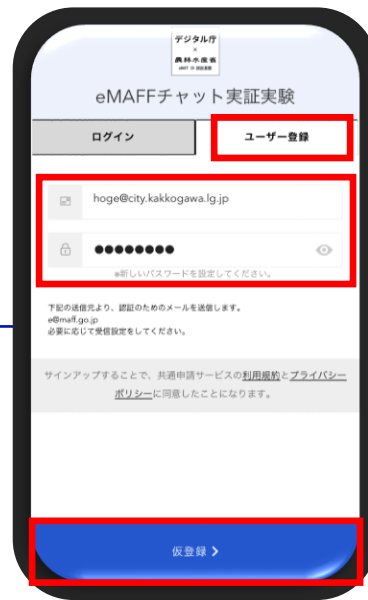 デジタル庁
×
農林水産省
eMAFFチャット実証実験
ログイン
ユーザー登録
hoge@city.kakkogawa.lg.jp
●●●●●●●●
※新しいパスワードを設定してください。
下記の送信元より、認証のためのメールを送信します。
e@maff.go.jp
必要に応じて受信設定をしてください。
サインアップすることで、共通申請サービスの利用規約とプライバシー
ポリシーに同意したことになります。
仮登録 >